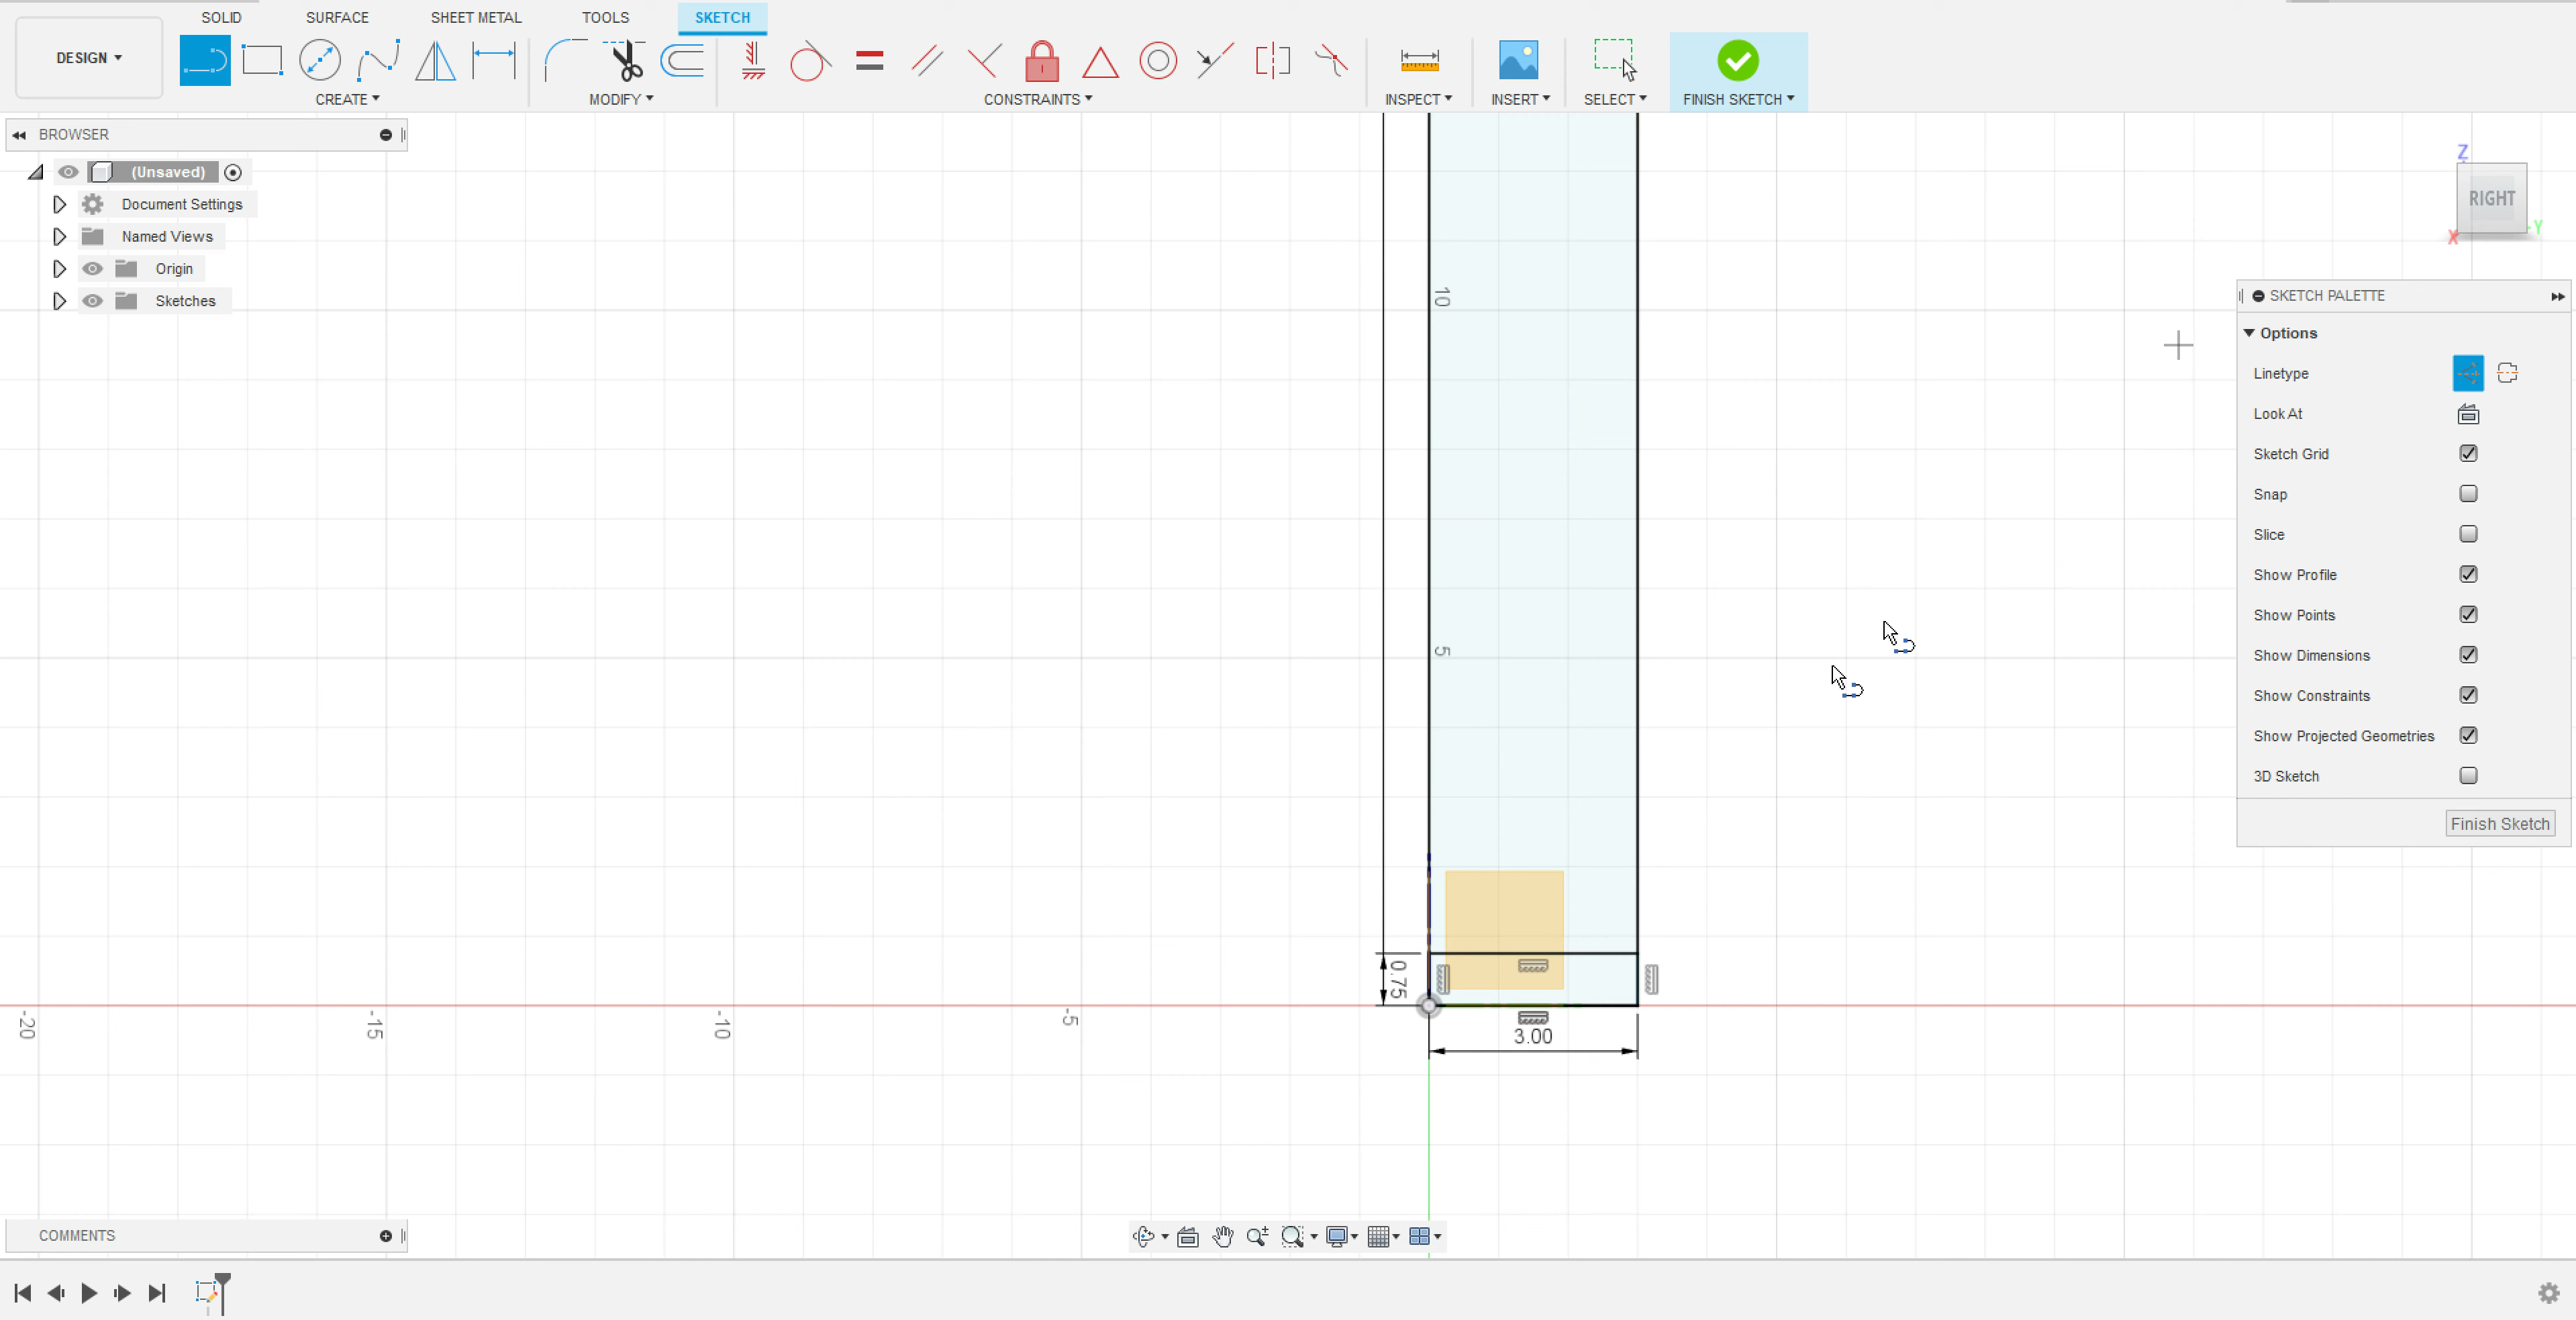 SOLID SURFACE SHEET METAL TOOLS SKETCH
DESIGN
CREATE MODIFY CONSTRAINTS INSPECT INSERT SELECT FINISH SKETCH
BROWSER
(Unsaved)
Document Settings
Named Views
Origin
Sketches
Z
RIGHT
X
-Y
SKETCH PALETTE
Options
Linetype
Look At
Sketch Grid
Snap
Slice
Show Profile
Show Points
Show Dimensions
Show Constraints
Show Projected Geometries
3D Sketch
Finish Sketch
10
5
0.75
-20
-15
-10
-5
3.00
COMMENTS